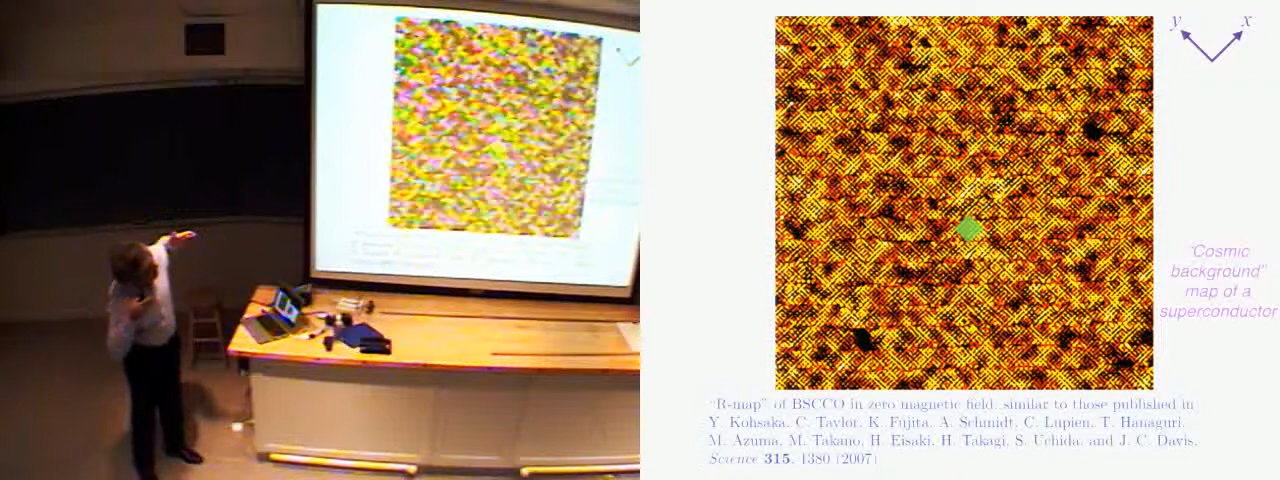 y x
"Cosmic
background"
map of a
superconductor
"R-map" of BSCCO in zero magnetic field, similar to those published in
Y. Kohsaka, C. Taylor, K. Fujita, A. Schmidt, C. Lupien, T. Hanaguri,
M. Azuma, M. Takano, H. Eisaki, H. Takagi, S. Uchida, and J. C. Davis,
Science 315, 1380 (2007)